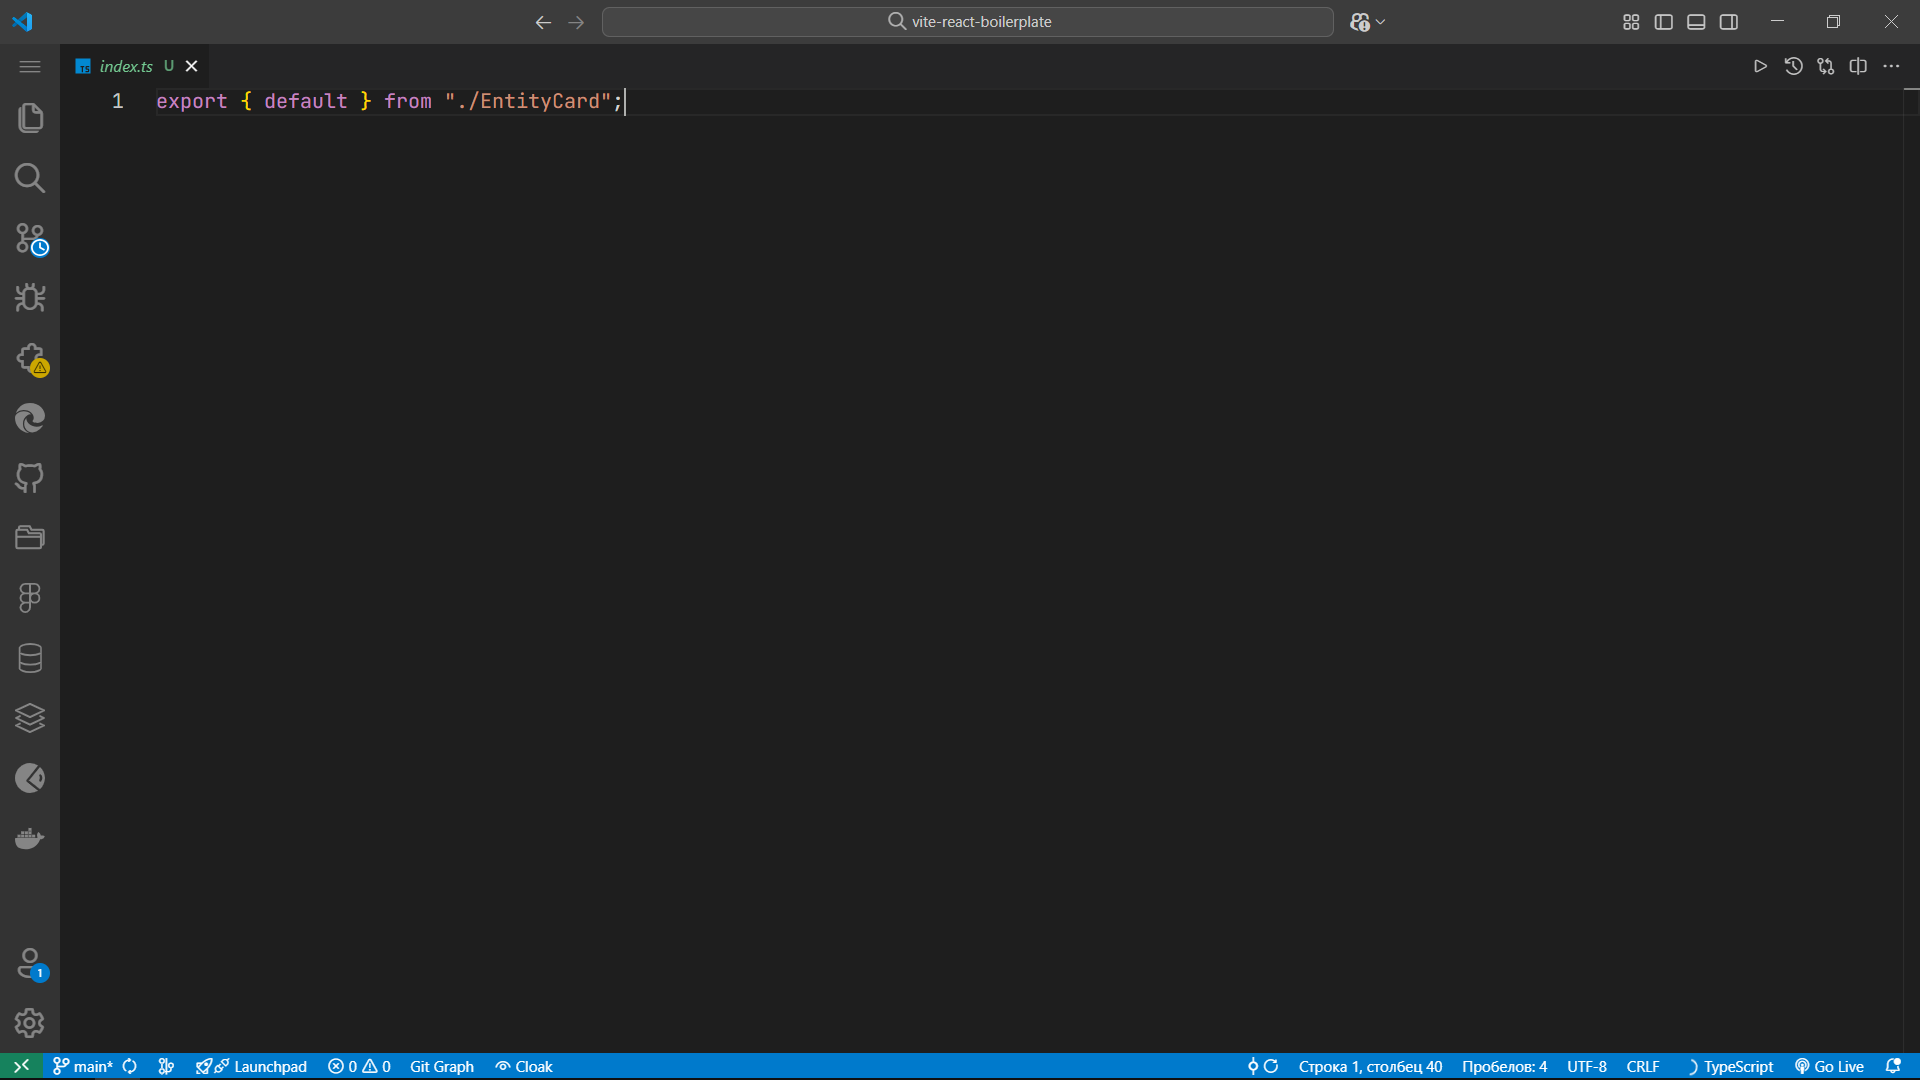 vite-react-boilerplate
index.ts U
1 export { default } from "./EntityCard";
1
main* Launchpad 0 0 Git Graph Cloak Строка 1, столбец 40 Пробелов: 4 UTF-8 CRLF TypeScript Go Live